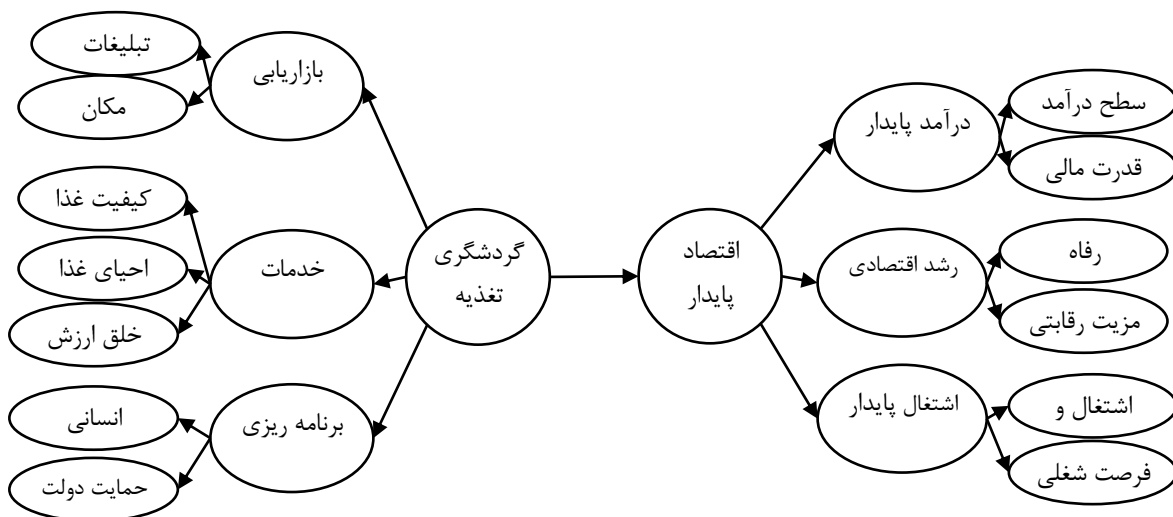 تبلیغات
مکان
بازاریابی
کیفیت غذا
احیای غذا
خلق ارزش
خدمات
انسانی
حمایت دولت
برنامه ریزی
گردشگری
تغذیه
اقتصاد
پایدار
درآمد پایدار
سطح درآمد
قدرت مالی
رشد اقتصادی
رفاه
مزیت رقابتی
اشتغال پایدار
اشتغال و
فرصت شغلی